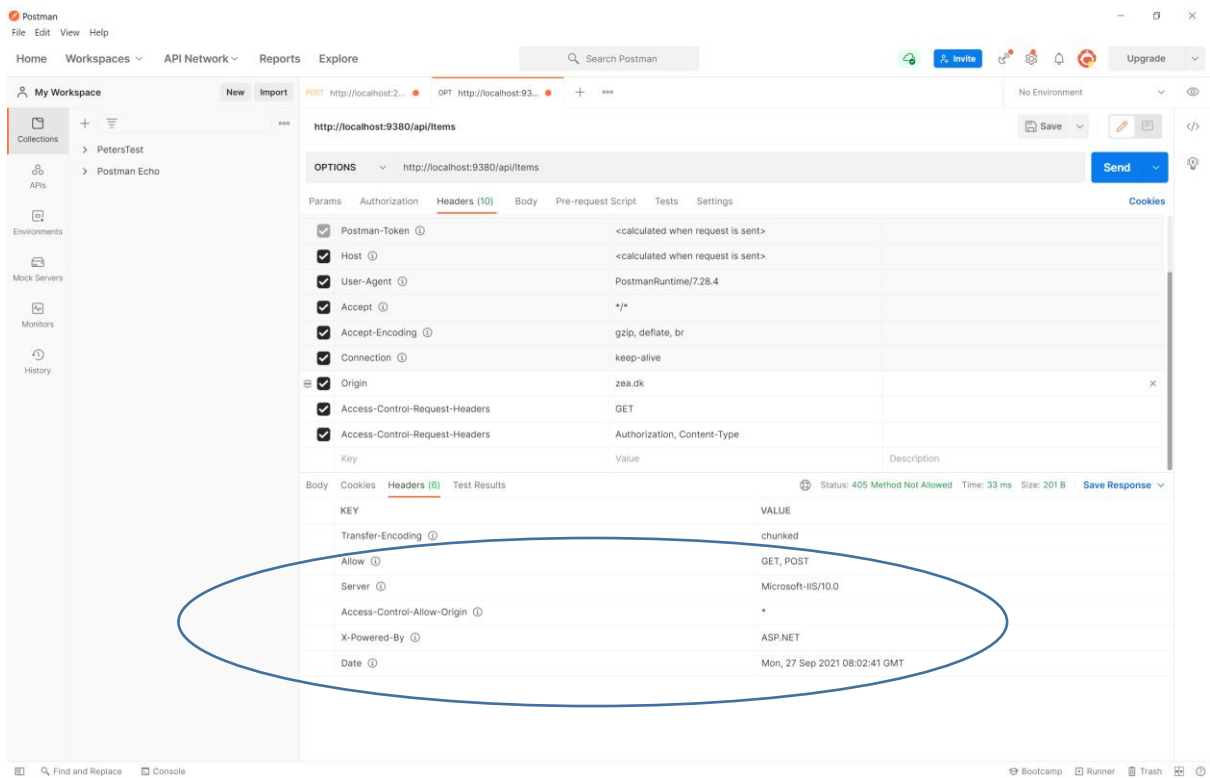 Postman
File Edit View Help
Home Workspaces API Network Reports Explore Search Postman Invite Upgrade
My Workspace New Import POST http://localhost:2... OPT http://localhost:93... + ooo No Environment
Collections + ooo http://localhost:9380/api/Items Save </>
> PetersTest
APIs > Postman Echo OPTIONS http://localhost:9380/api/Items Send
Params Authorization Headers (10) Body Pre-request Script Tests Settings Cookies
Environments Postman-Token <calculated when request is sent>
Host <calculated when request is sent>
Mock Servers User-Agent PostmanRuntime/7.28.4
Accept */*
Monitors Accept-Encoding gzip, deflate, br
Connection keep-alive
History Origin zea.dk ×
Access-Control-Request-Headers GET
Access-Control-Request-Headers Authorization, Content-Type
Key Value Description
Body Cookies Headers (6) Test Results Status: 405 Method Not Allowed Time: 33 ms Size: 201 B Save Response
KEY VALUE
Transfer-Encoding chunked
Allow GET, POST
Server Microsoft-IIS/10.0
Access-Control-Allow-Origin *
X-Powered-By ASP.NET
Date Mon, 27 Sep 2021 08:02:41 GMT
Find and Replace Console Bootcamp Runner Trash